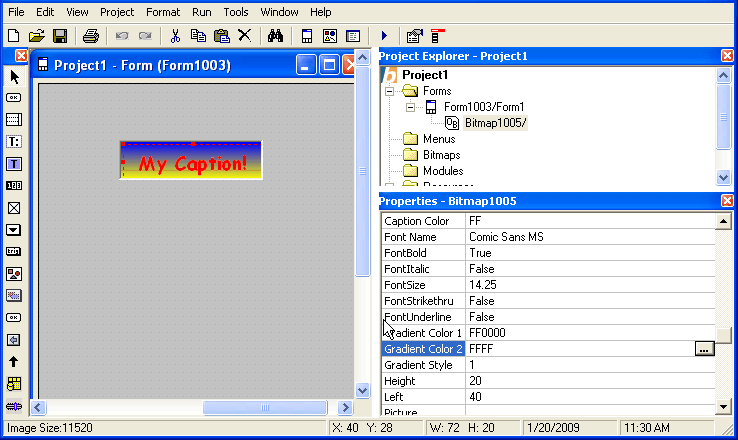 File Edit View Project Format Run Tools Window Help
Project1 - Form (Form1003)
My Caption!
Project Explorer - Project1
Project1
Forms
Form1003/Form1
Bitmap1005/
Menus
Bitmaps
Modules
Properties - Bitmap1005
Caption Color FF
Font Name Comic Sans MS
FontBold True
FontItalic False
FontSize 14.25
FontStrikethru False
FontUnderline False
Gradient Color 1 FF0000
Gradient Color 2 FFFF ...
Gradient Style 1
Height 20
Left 40
Picture
Image Size:11520 X: 40 Y: 28 W: 72 H: 20 1/20/2009 11:30 AM